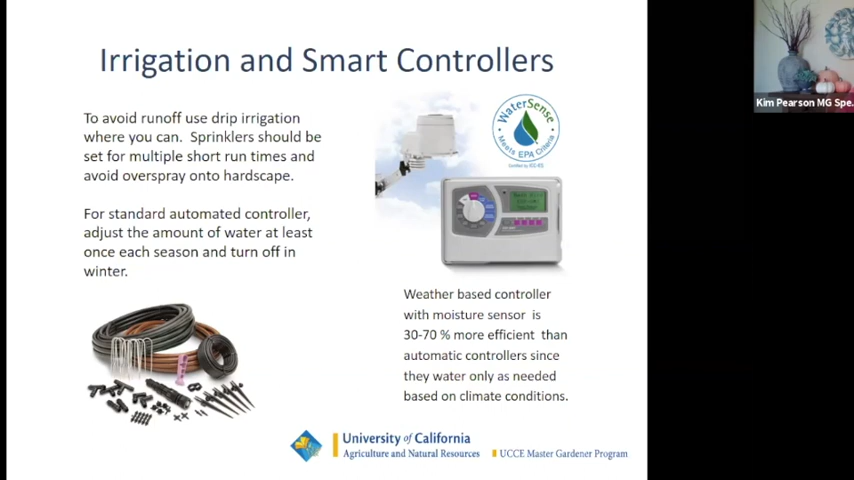 Irrigation and Smart Controllers
To avoid runoff use drip irrigation
where you can. Sprinklers should be
set for multiple short run times and
avoid overspray onto hardscape.
For standard automated controller,
adjust the amount of water at least
once each season and turn off in
winter.
WaterSense
Meets EPA Criteria
Weather based controller
with moisture sensor is
30-70 % more efficient than
automatic controllers since
they water only as needed
based on climate conditions.
University of California
Agriculture and Natural Resources
UCCE Master Gardener Program
Kim Pearson MG Spe...